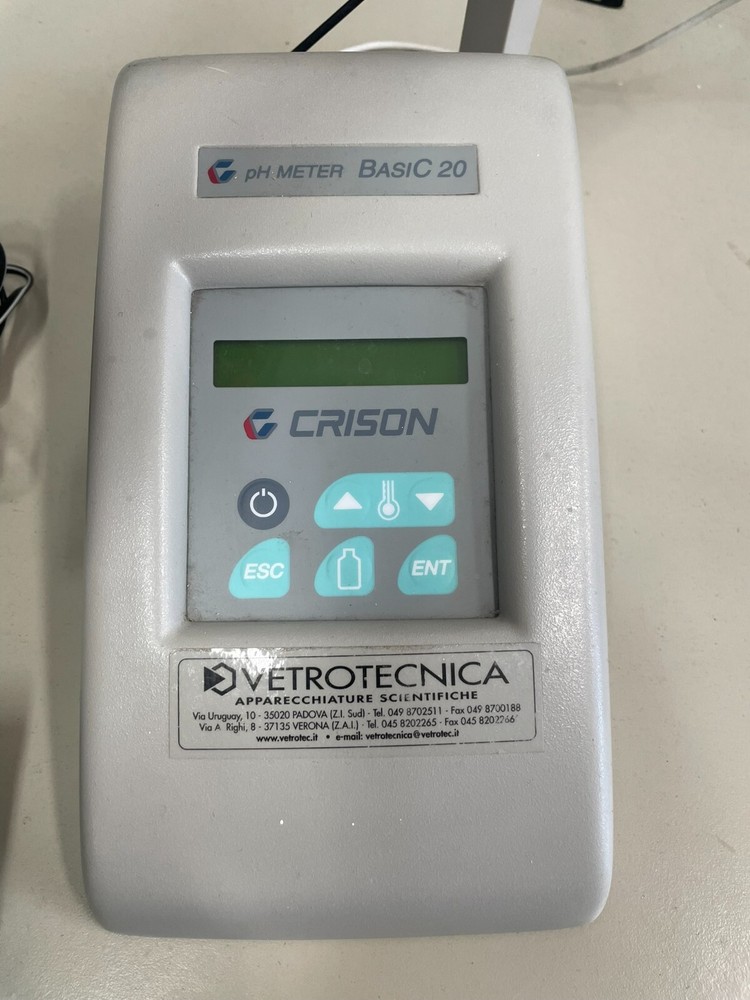 pH METER BASIC 20
CRISON
ESC
ENT
VETROTECNICA
APPARECCHIATURE SCIENTIFICHE
Via Uruguay, 10 - 35020 PADOVA (Z.I. Sud) - Tel. 049 8702511 - Fax 049 8700188
Via A. Righi, 8 - 37135 VERONA (Z.A.I.) - Tel. 045 8202265 - Fax 045
www.vetrotec.it • e-mail: vetrotecnica@vetrotec.it